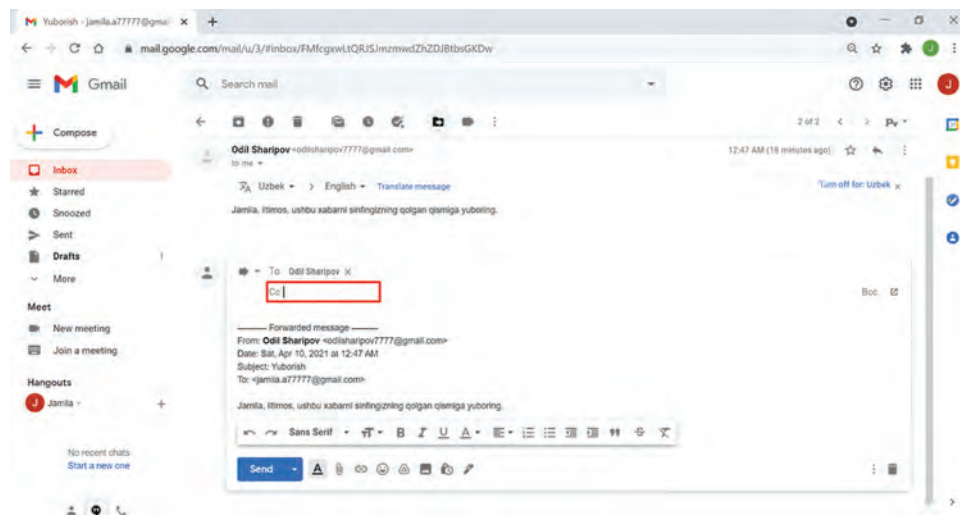 Yuborish - jamila.a77777@gmai
mail.google.com/mail/u/3/#inbox/FMfcgxwLtQRJSJmzmwdZhZDJBtbsGKDw
J
Gmail
Search mail
J
Compose
2 of 2
Inbox
Starred
Snoozed
Sent
Drafts 1
More
Meet
New meeting
Join a meeting
Hangouts
J Jamila
No recent chats
Start a new one
Odil Sharipov <odilsharipov7777@gmail.com>
12:47 AM (18 minutes ago)
to me
Uzbek > English Translate message
Turn off for: Uzbek x
Jamila, iltimos, ushbu xabarni sinfingizning qolgan qismiga yuboring.
To Odil Sharipov ×
Cc
Bcc
---------- Forwarded message ----------
From: Odil Sharipov <odilsharipov7777@gmail.com>
Date: Sat, Apr 10, 2021 at 12:47 AM
Subject: Yuborish
To: <jamila.a77777@gmail.com>
Jamila, iltimos, ushbu xabarni sinfingizning qolgan qismiga yuboring.
Sans Serif
B I U A
Send A